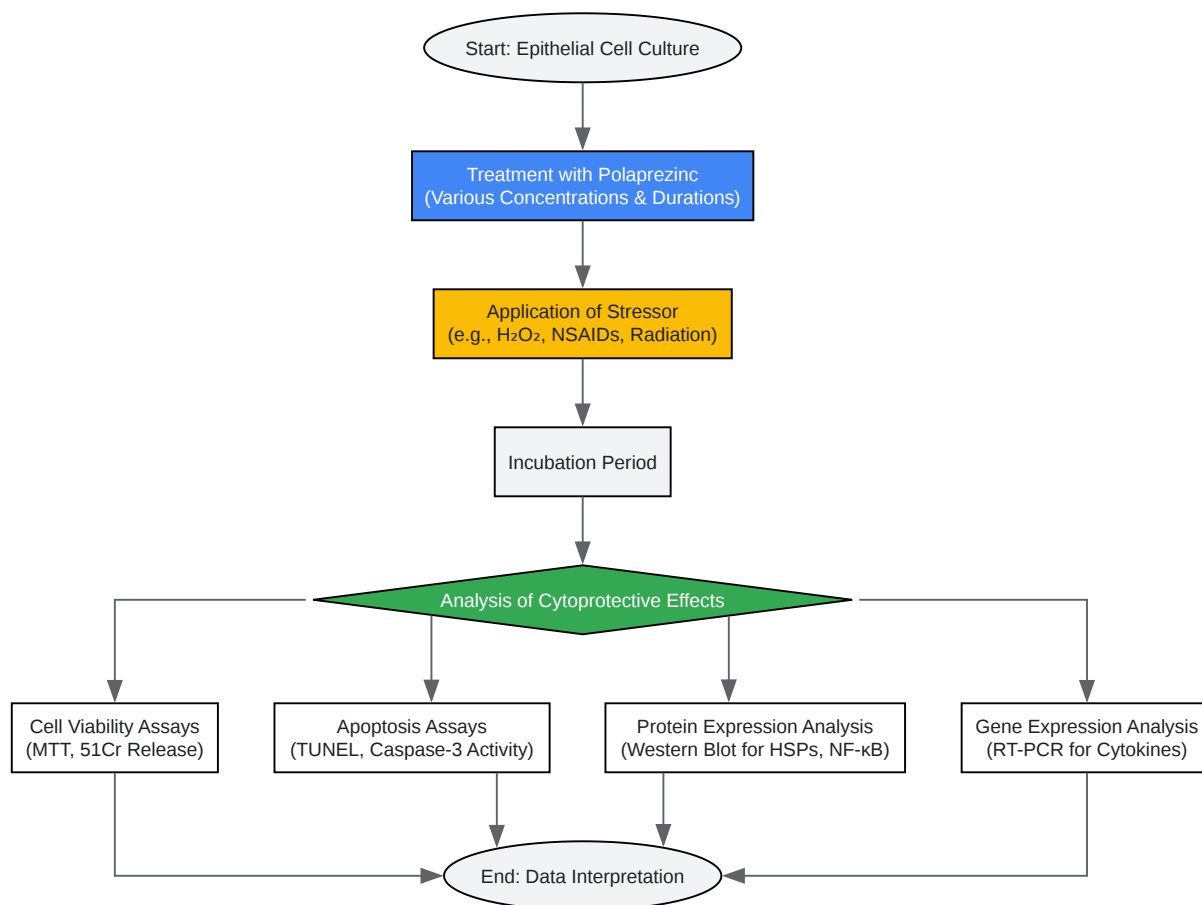 Start: Epithelial Cell Culture
Treatment with Polaprezinc
(Various Concentrations & Durations)
Application of Stressor
(e.g., H₂O₂, NSAIDs, Radiation)
Incubation Period
Analysis of Cytoprotective Effects
Cell Viability Assays
(MTT, 51Cr Release)
Apoptosis Assays
(TUNEL, Caspase-3 Activity)
Protein Expression Analysis
(Western Blot for HSPs, NF-κB)
Gene Expression Analysis
(RT-PCR for Cytokines)
End: Data Interpretation